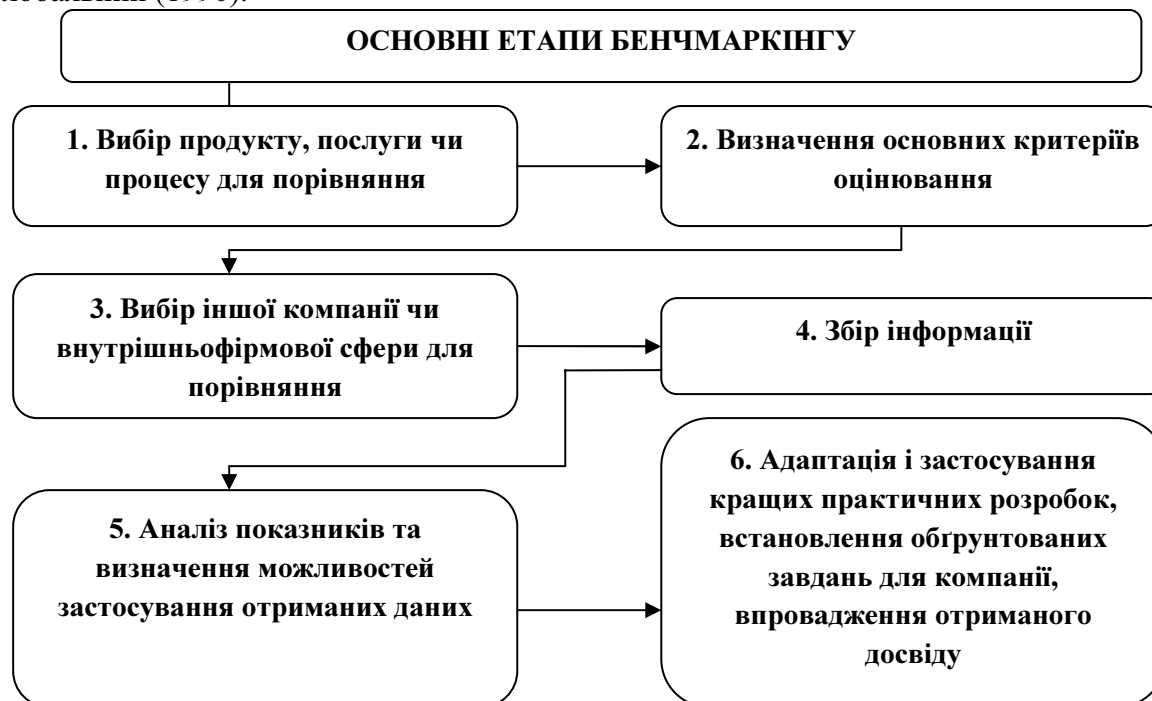 ОСНОВНІ ЕТАПИ БЕНЧМАРКІНГУ
1. Вибір продукту, послуги чи
процесу для порівняння
2. Визначення основних критеріїв
оцінювання
3. Вибір іншої компанії чи
внутрішньофірмової сфери для
порівняння
4. Збір інформації
5. Аналіз показників та
визначення можливостей
застосування отриманих даних
6. Адаптація і застосування
кращих практичних розробок,
встановлення обґрунтованих
завдань для компанії,
впровадження отриманого
досвіду